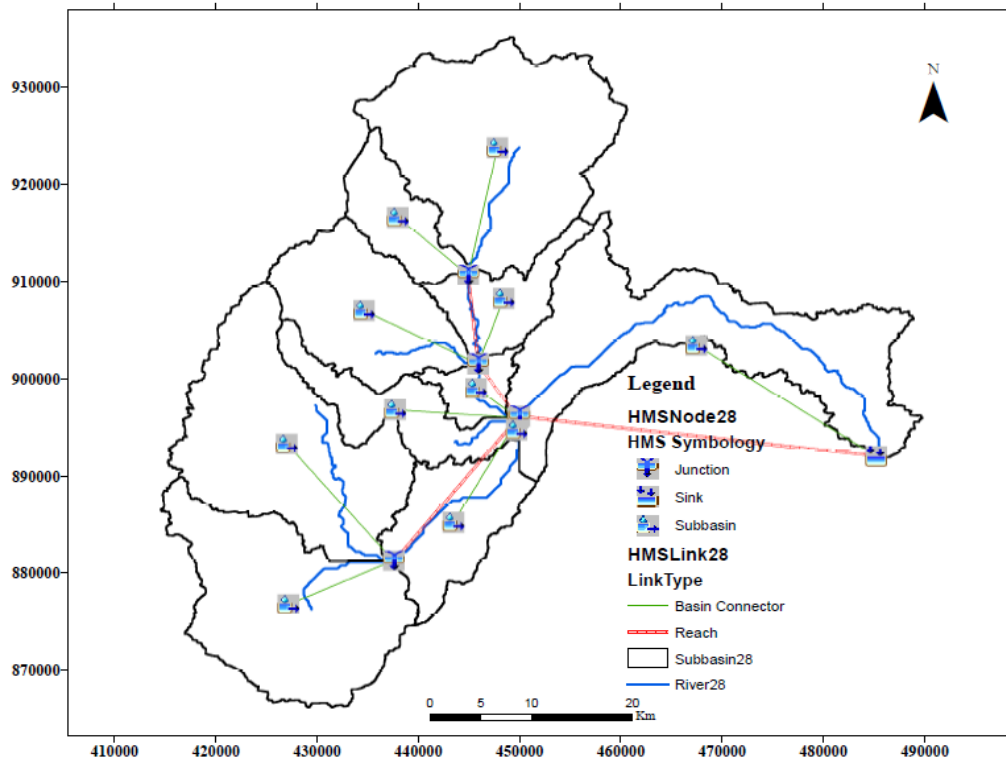 N
930000
920000
910000
900000
890000
880000
870000
Legend
HMSNode28
HMS Symbology
Junction
Sink
Subbasin
HMSLink28
LinkType
Basin Connector
Reach
Subbasin28
River28
0 5 10 20
Km
410000 420000 430000 440000 450000 460000 470000 480000 490000